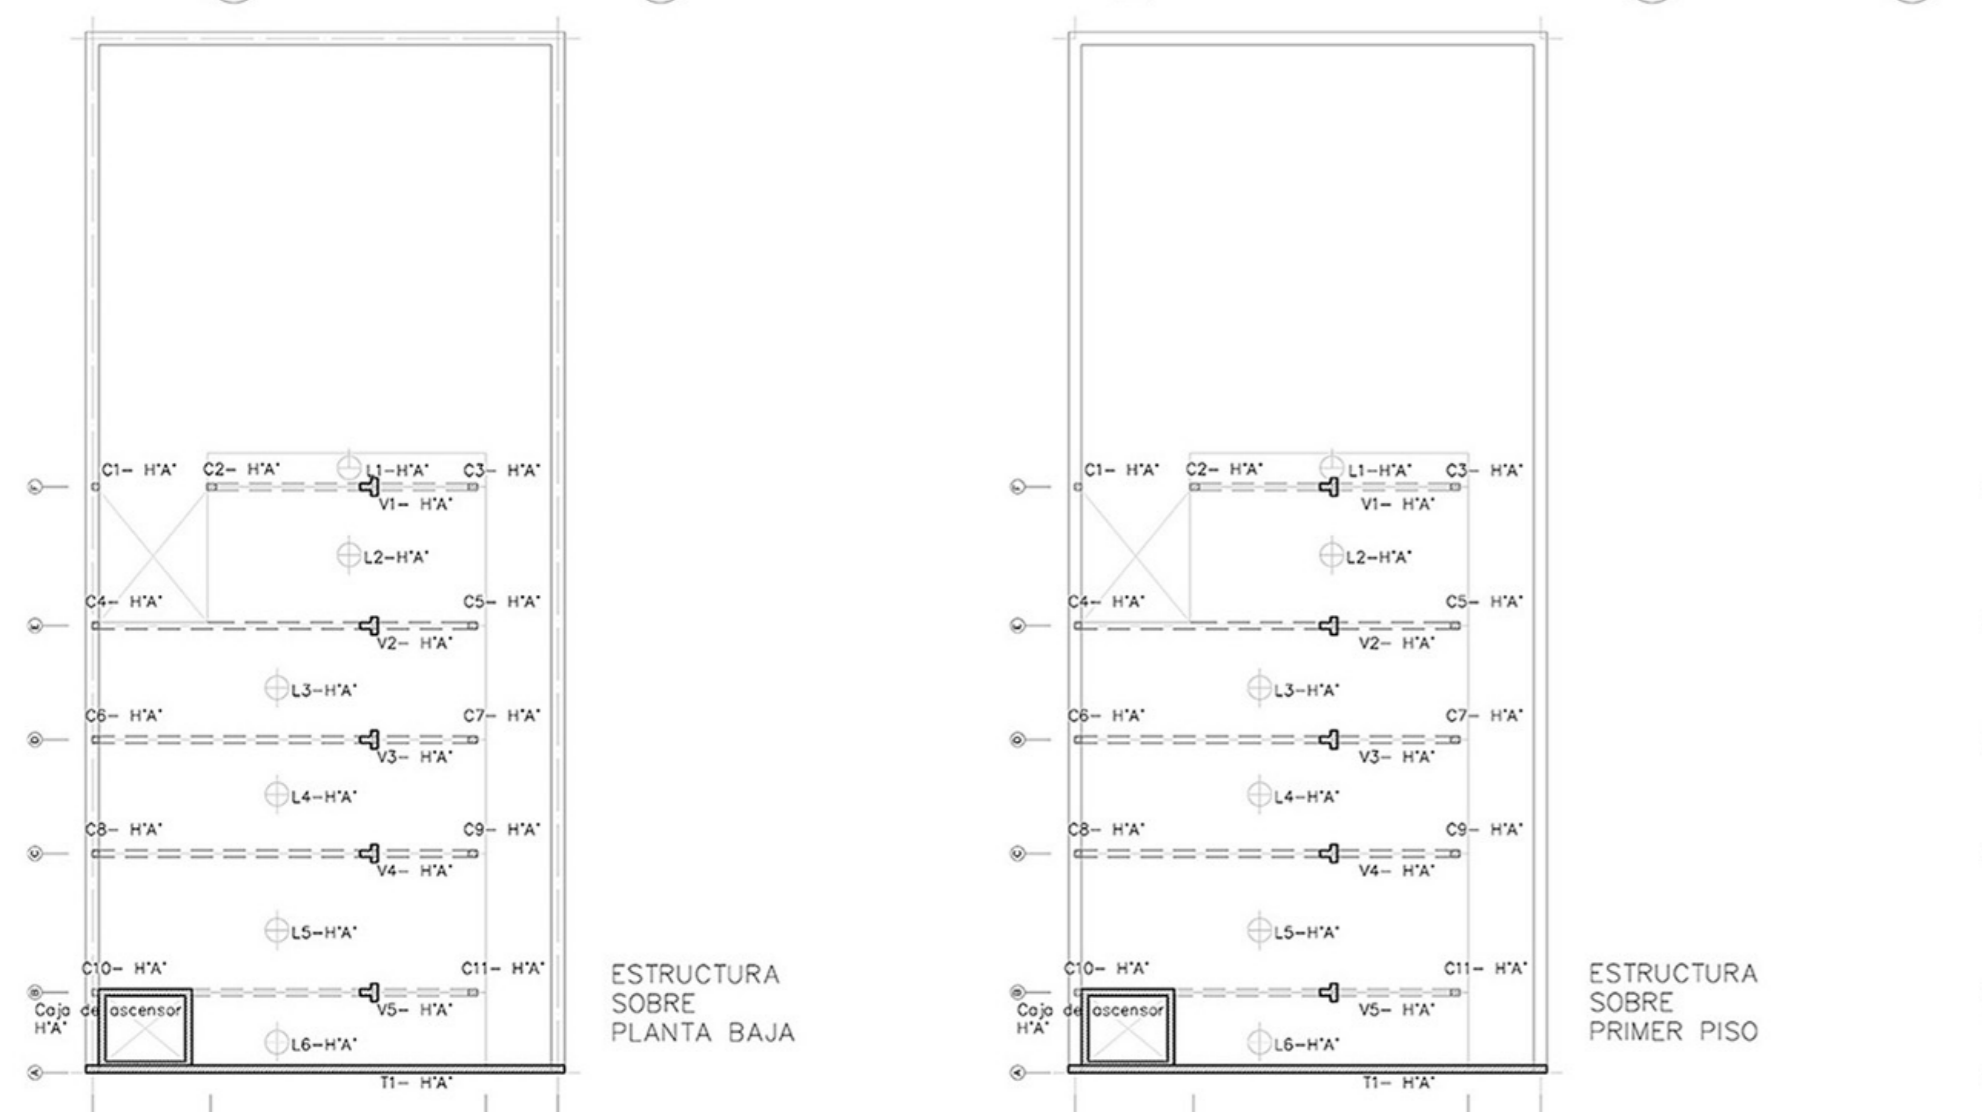 C1- H°A°
C2- H°A°
L1-H°A°
C3- H°A°
F
V1- H°A°
L2-H°A°
C4- H°A°
C5- H°A°
E
V2- H°A°
L3-H°A°
C6- H°A°
C7- H°A°
D
V3- H°A°
L4-H°A°
C8- H°A°
C9- H°A°
C
V4- H°A°
L5-H°A°
C10- H°A°
C11- H°A°
B
Caja de ascensor
H°A°
V5- H°A°
L6-H°A°
A
T1- H°A°
ESTRUCTURA
SOBRE
PLANTA BAJA
C1- H°A°
C2- H°A°
L1-H°A°
C3- H°A°
F
V1- H°A°
L2-H°A°
C4- H°A°
C5- H°A°
E
V2- H°A°
L3-H°A°
C6- H°A°
C7- H°A°
D
V3- H°A°
L4-H°A°
C8- H°A°
C9- H°A°
C
V4- H°A°
L5-H°A°
C10- H°A°
C11- H°A°
B
Caja de ascensor
H°A°
V5- H°A°
L6-H°A°
A
T1- H°A°
ESTRUCTURA
SOBRE
PRIMER PISO